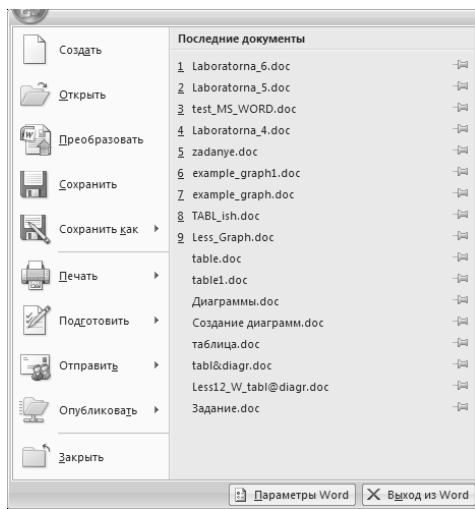 Создать
Открыть
Преобразовать
Сохранить
Сохранить как
Печать
Подготовить
Отправить
Опубликовать
Закрыть
Последние документы
1 Laboratorna_6.doc
2 Laboratorna_5.doc
3 test_MS_WORD.doc
4 Laboratorna_4.doc
5 zadanye.doc
6 example_graph1.doc
7 example_graph.doc
8 TABL_ish.doc
9 Less_Graph.doc
table.doc
table1.doc
Диаграммы.doc
Создание диаграмм.doc
таблица.doc
tabl&diagr.doc
Less12_W_tabl@diagr.doc
Задание.doc
Параметры Word
Выход из Word